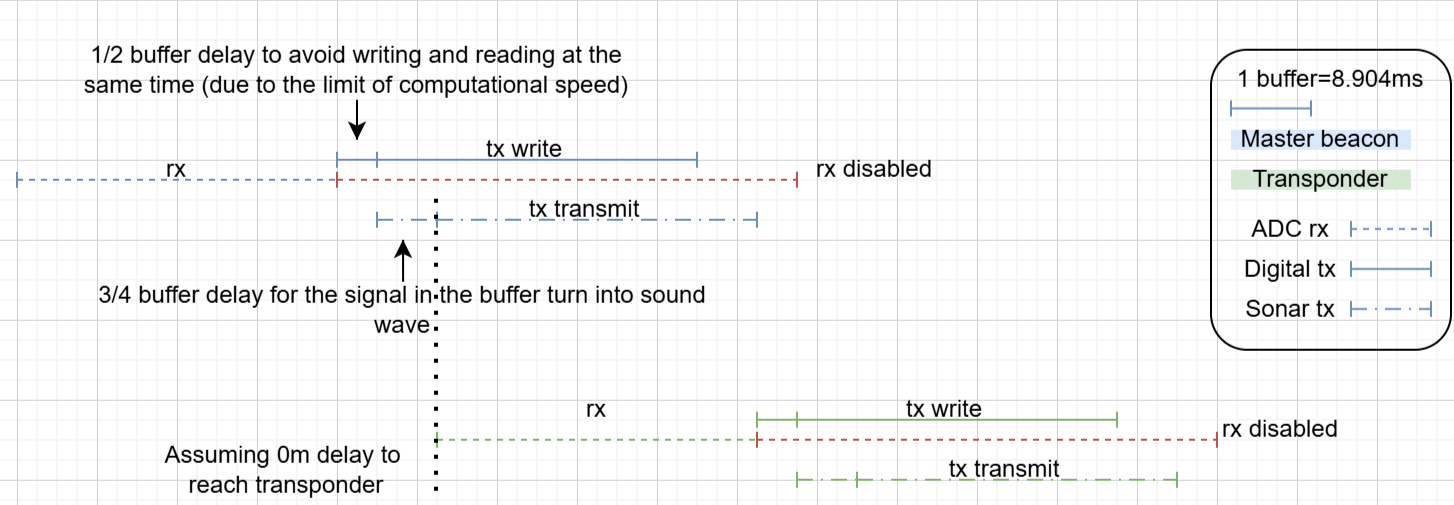 1/2 buffer delay to avoid writing and reading at the
same time (due to the limit of computational speed)
1 buffer=8.904ms
Master beacon
Transponder
ADC rx
Digital tx
Sonar tx
tx write
rx
rx disabled
tx transmit
3/4 buffer delay for the signal in the buffer turn into sound
wave
rx
tx write
rx disabled
tx transmit
Assuming 0m delay to
reach transponder